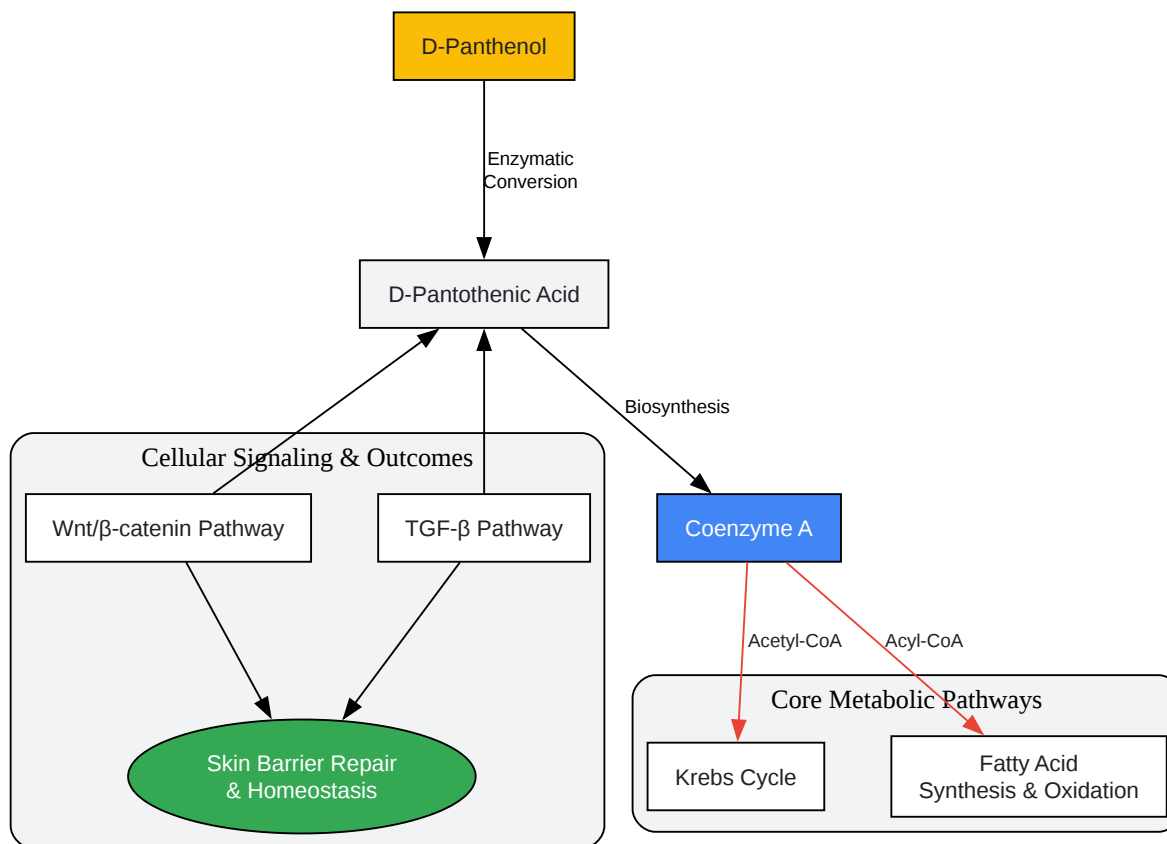 D-Panthenol
Enzymatic
Conversion
D-Pantothenic Acid
Biosynthesis
Cellular Signaling & Outcomes
Wnt/β-catenin Pathway
TGF-β Pathway
Coenzyme A
Acetyl-CoA
Acyl-CoA
Core Metabolic Pathways
Skin Barrier Repair
& Homeostasis
Krebs Cycle
Fatty Acid
Synthesis & Oxidation